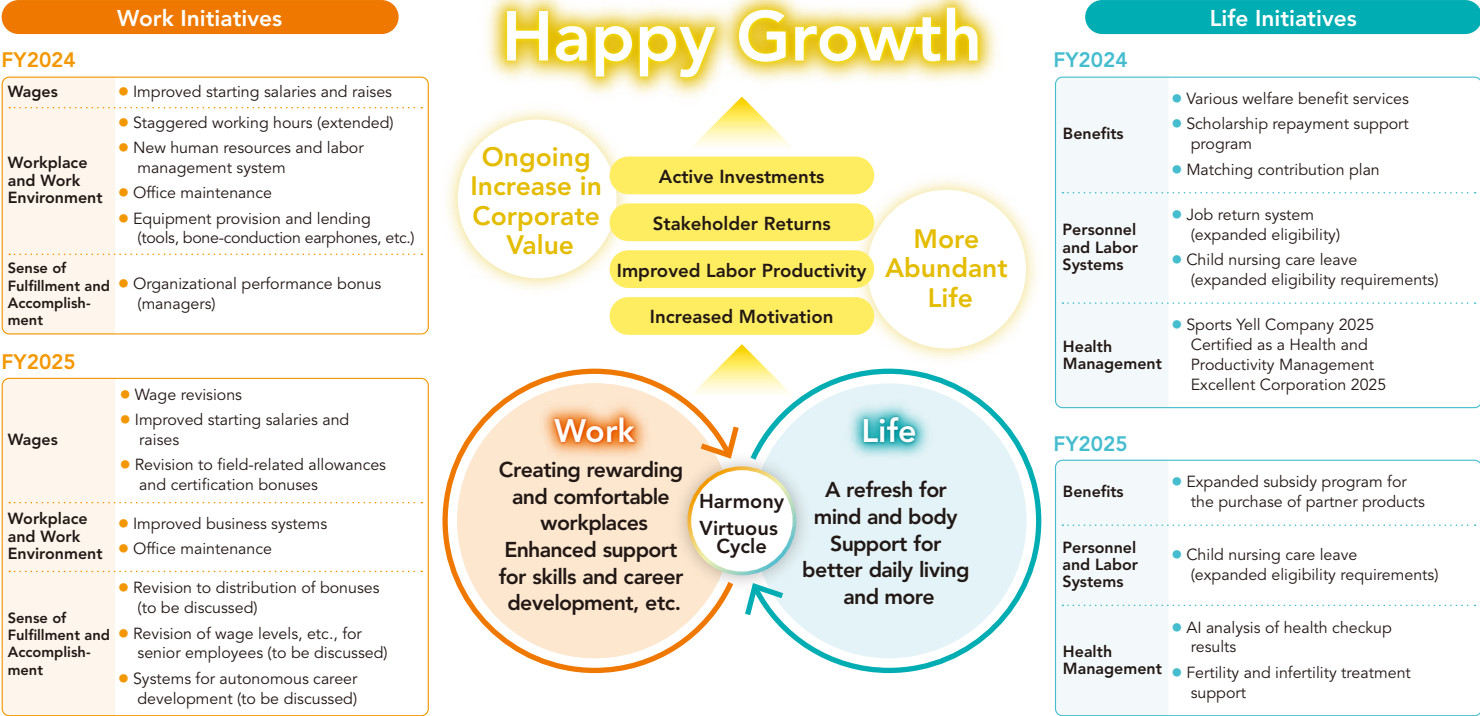 Work Initiatives
FY2024
Wages
Improved starting salaries and raises
Workplace
and Work
Environment
Staggered working hours (extended)
New human resources and labor
management system
Office maintenance
Equipment provision and lending
(tools, bone-conduction earphones, etc.)
Sense of
Fulfillment and
Accomplish-
ment
Organizational performance bonus
(managers)
FY2025
Wages
Wage revisions
Improved starting salaries and
raises
Revision to field-related allowances
and certification bonuses
Workplace
and Work
Environment
Improved business systems
Office maintenance
Sense of
Fulfillment and
Accomplish-
ment
Revision to distribution of bonuses
(to be discussed)
Revision of wage levels, etc., for
senior employees (to be discussed)
Systems for autonomous career
development (to be discussed)
Happy Growth
Ongoing
Increase in
Corporate
Value
Active Investments
Stakeholder Returns
Improved Labor Productivity
Increased Motivation
More
Abundant
Life
Work
Creating rewarding
and comfortable
workplaces
Enhanced support
for skills and career
development, etc.
Harmony
Virtuous
Cycle
Life
A refresh for
mind and body
Support for
better daily living
and more
Life Initiatives
FY2024
Benefits
Various welfare benefit services
Scholarship repayment support
program
Matching contribution plan
Personnel
and Labor
Systems
Job return system
(expanded eligibility)
Child nursing care leave
(expanded eligibility requirements)
Health
Management
Sports Yell Company 2025
Certified as a Health and
Productivity Management
Excellent Corporation 2025
FY2025
Benefits
Expanded subsidy program for
the purchase of partner products
Personnel
and Labor
Systems
Child nursing care leave
(expanded eligibility requirements)
Health
Management
AI analysis of health checkup
results
Fertility and infertility treatment
support